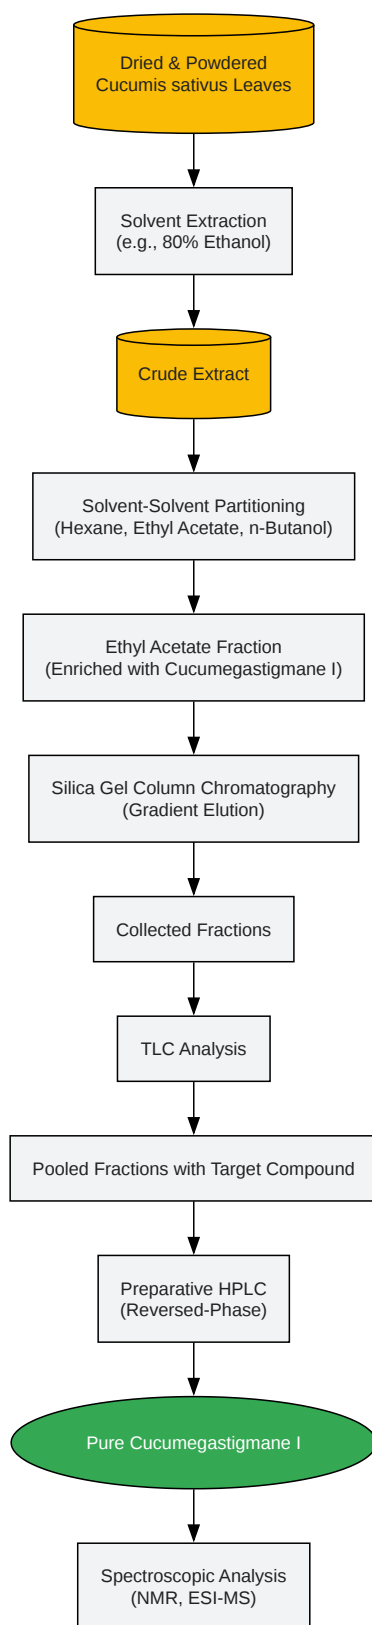 Dried & Powdered
Cucumis sativus Leaves
Solvent Extraction
(e.g., 80% Ethanol)
Crude Extract
Solvent-Solvent Partitioning
(Hexane, Ethyl Acetate, n-Butanol)
Ethyl Acetate Fraction
(Enriched with Cucumegastigmane I)
Silica Gel Column Chromatography
(Gradient Elution)
Collected Fractions
TLC Analysis
Pooled Fractions with Target Compound
Preparative HPLC
(Reversed-Phase)
Pure Cucumegastigmane I
Spectroscopic Analysis
(NMR, ESI-MS)